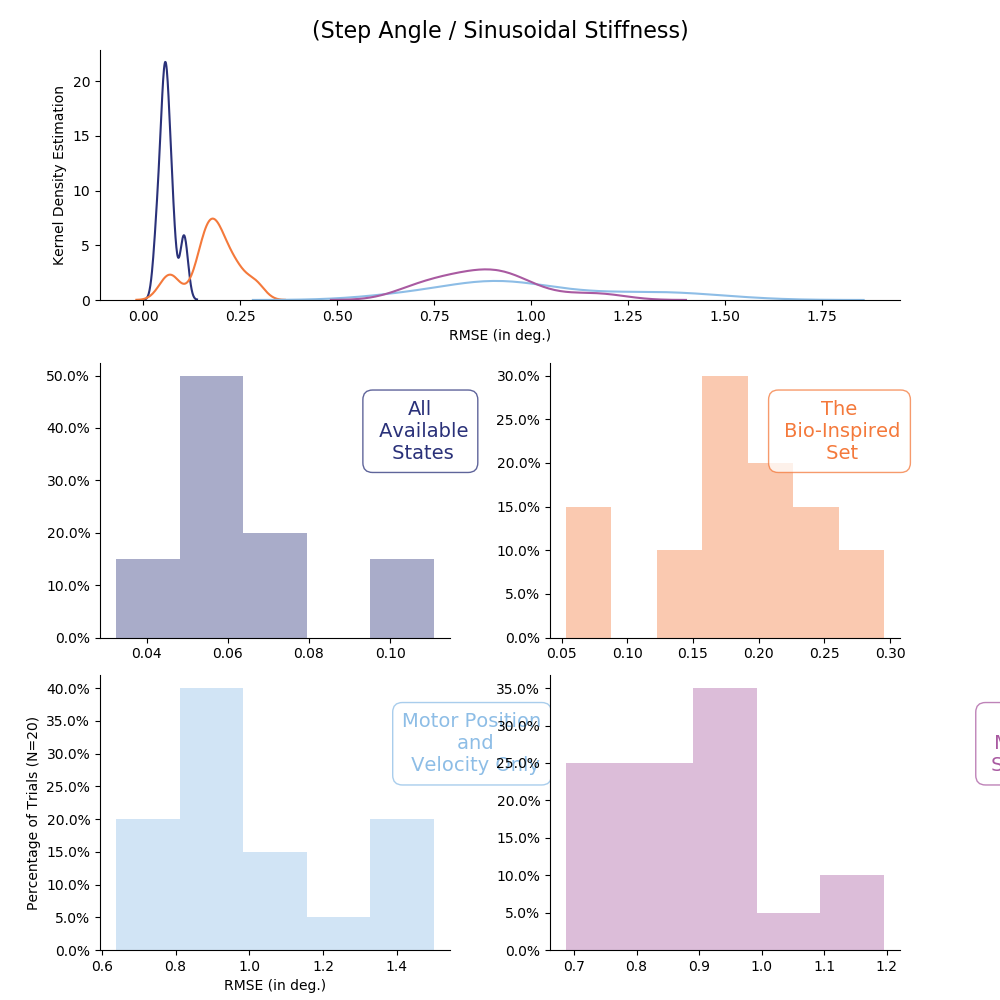 (Step Angle / Sinusoidal Stiffness)
Kernel Density Estimation
20
15
10
5
0
0.00 0.25 0.50 0.75 1.00 1.25 1.50 1.75
RMSE (in deg.)
50.0%
40.0%
30.0%
20.0%
10.0%
0.0%
0.04 0.06 0.08 0.10
All
Available
States
30.0%
25.0%
20.0%
15.0%
10.0%
5.0%
0.0%
0.05 0.10 0.15 0.20 0.25 0.30
The
Bio-Inspired
Set
Percentage of Trials (N=20)
40.0%
35.0%
30.0%
25.0%
20.0%
15.0%
10.0%
5.0%
0.0%
0.6 0.8 1.0 1.2 1.4
RMSE (in deg.)
Motor Position
and
Velocity Only
35.0%
30.0%
25.0%
20.0%
15.0%
10.0%
5.0%
0.0%
0.7 0.8 0.9 1.0 1.1 1.2